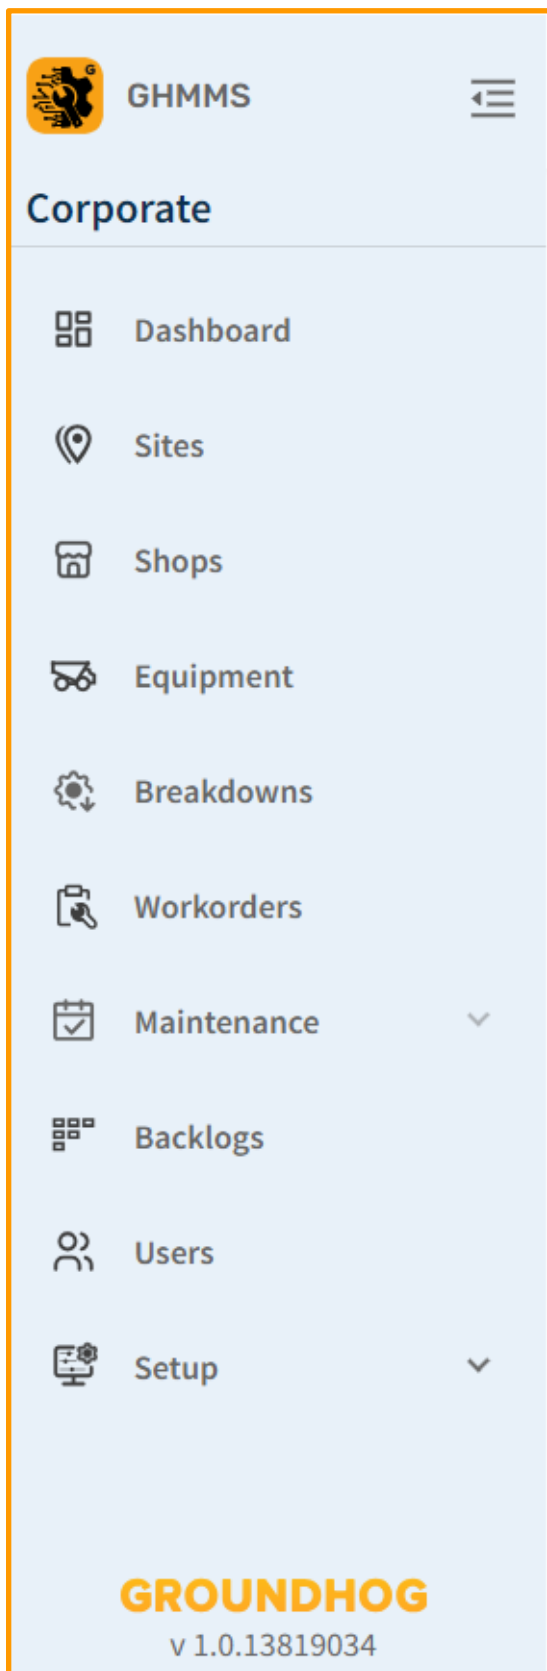 G
GHMMS
Corporate
Dashboard
Sites
Shops
Equipment
Breakdowns
Workorders
Maintenance
Backlogs
Users
Setup
GROUNDHOG
v 1.0.13819034